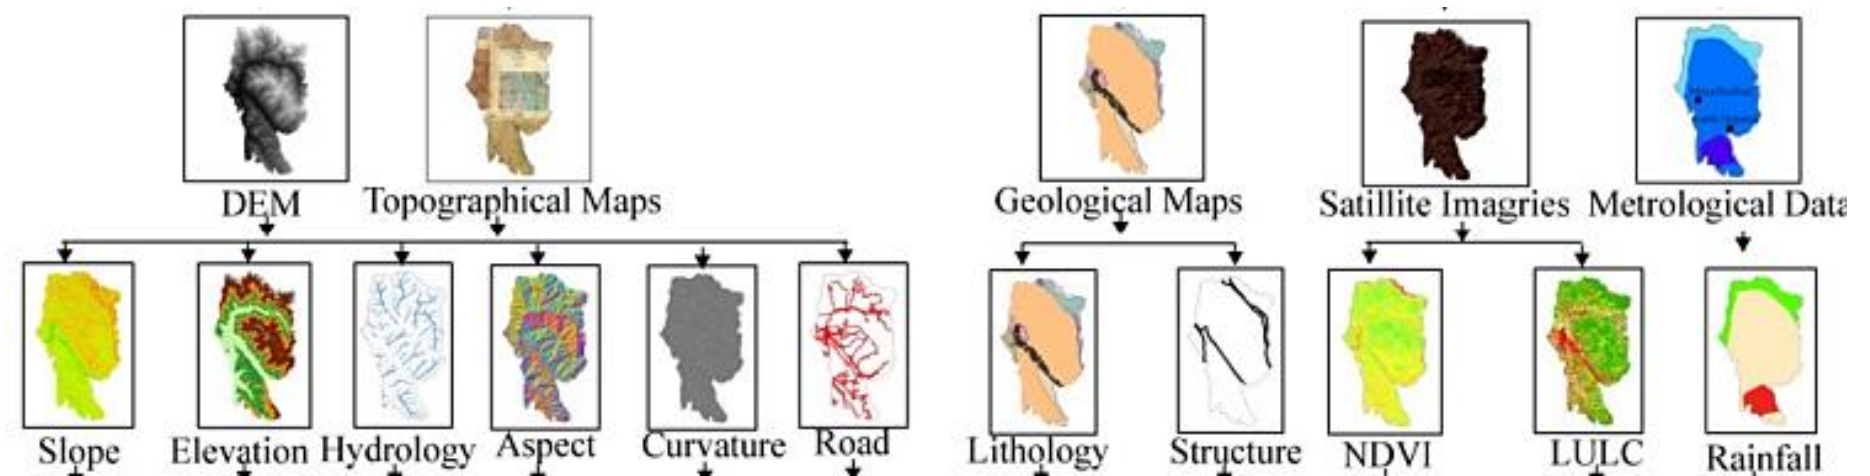 DEM
Topographical Maps
Geological Maps
Satillite Imagries
Metrological Data
Slope
Elevation
Hydrology
Aspect
Curvature
Road
Lithology
Structure
NDVI
LULC
Rainfall